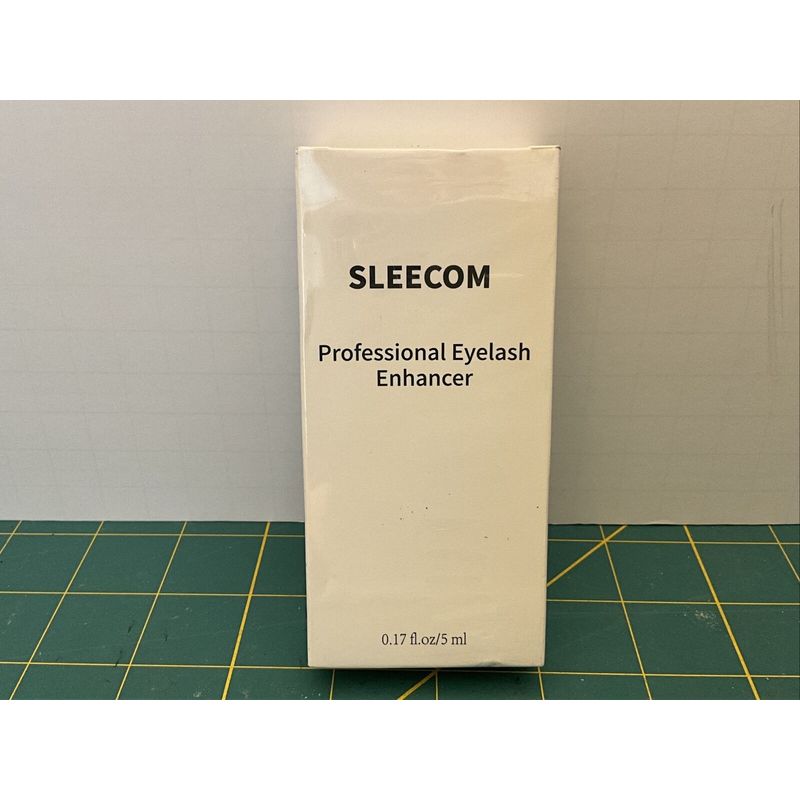 SLEECOM
Professional Eyelash
Enhancer
0.17 fl.oz/5 ml